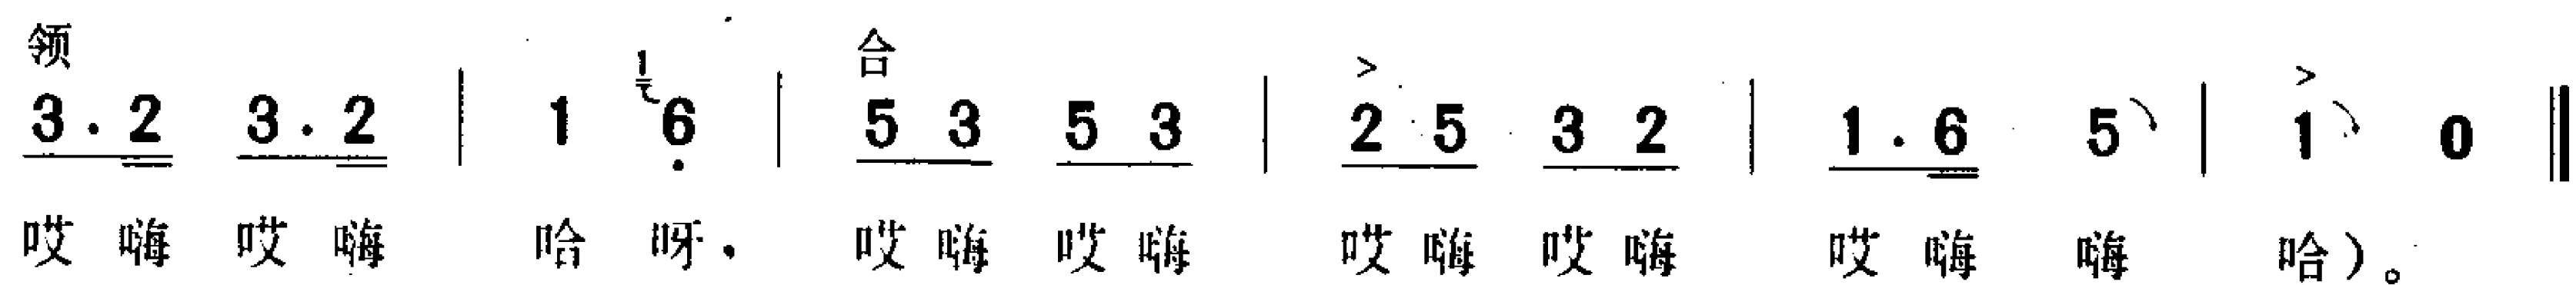 领 合
3. 2 3. 2 | 1 1 6 | 5 3 5 3 | 2 5 3 2 | 1. 6 5 | 1 0 ‖
哎 嗨 哎 嗨 哈 呀, 哎 嗨 哎 嗨 哎 嗨 哎 嗨 哎 嗨 嗨 哈)。